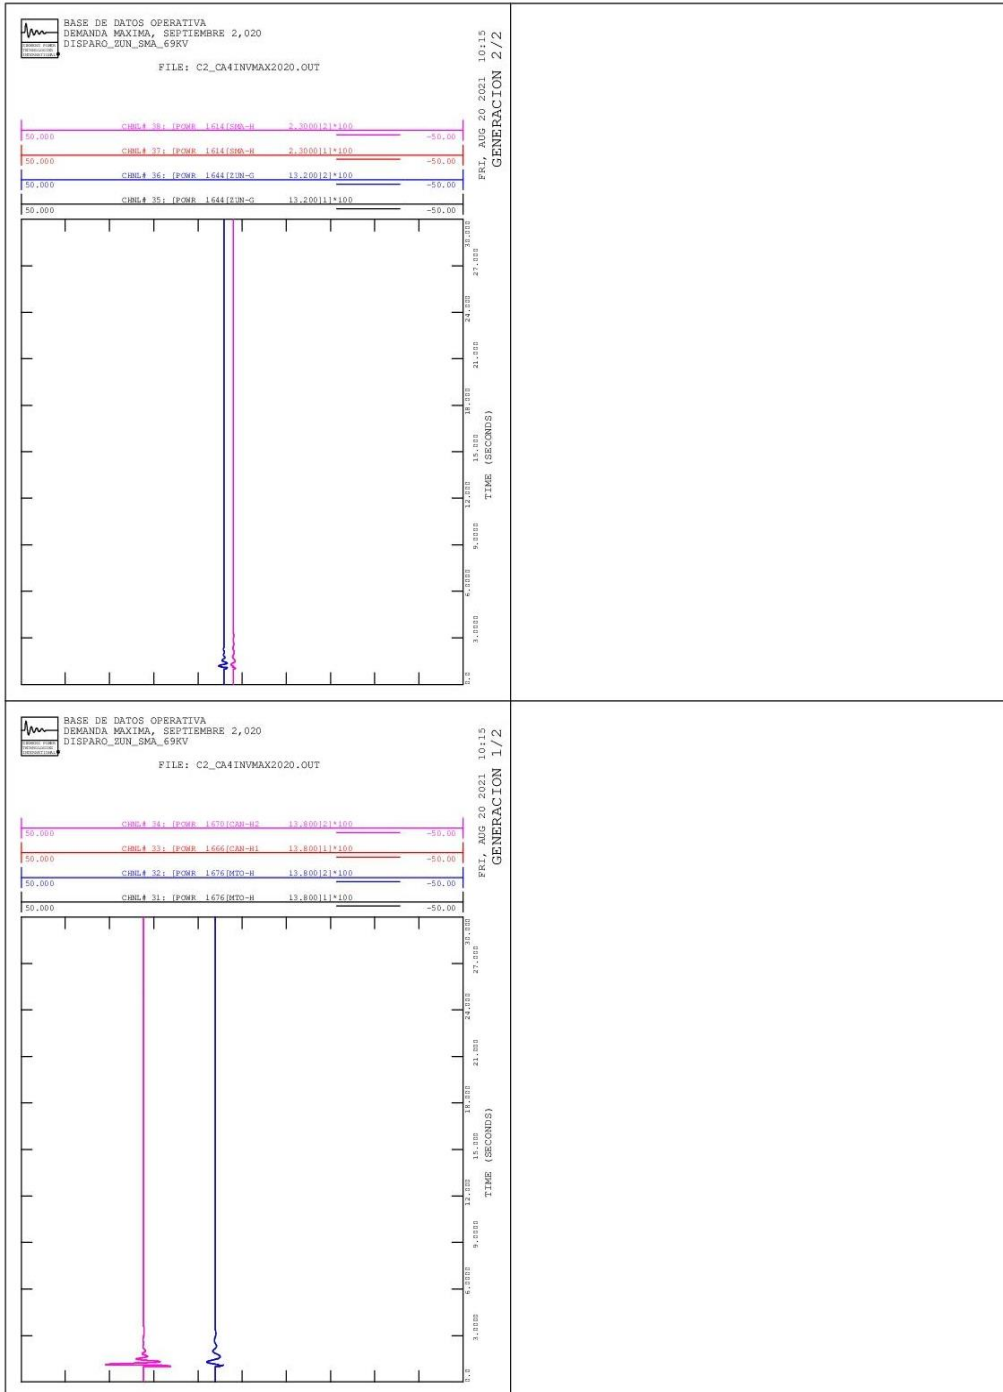 BASE DE DATOS OPERATIVA
DEMANDA MAXIMA, SEPTIEMBRE 2,020
DISPARO_ZUN_SMA_69KV
FILE: C2_CA4INVMAX2020.OUT
CHNL# 38: [POWR 1614[SMA-H 2.3000]2]*100
50.000 -50.00
CHNL# 37: [POWR 1614[SMA-H 2.3000]1]*100
50.000 -50.00
CHNL# 36: [POWR 1644[ZUN-G 13.200]2]*100
50.000 -50.00
CHNL# 35: [POWR 1644[ZUN-G 13.200]1]*100
50.000 -50.00
30.000
27.000
24.000
21.000
18.000
15.000
12.000
9.0000
6.0000
3.0000
0.0
TIME (SECONDS)
FRI, AUG 20 2021 10:15
GENERACION 2/2
BASE DE DATOS OPERATIVA
DEMANDA MAXIMA, SEPTIEMBRE 2,020
DISPARO_ZUN_SMA_69KV
FILE: C2_CA4INVMAX2020.OUT
CHNL# 34: [POWR 1670[CAN-H2 13.800]2]*100
50.000 -50.00
CHNL# 33: [POWR 1666[CAN-H1 13.800]1]*100
50.000 -50.00
CHNL# 32: [POWR 1676[MTO-H 13.800]2]*100
50.000 -50.00
CHNL# 31: [POWR 1676[MTO-H 13.800]1]*100
50.000 -50.00
30.000
27.000
24.000
21.000
18.000
15.000
12.000
9.0000
6.0000
3.0000
0.0
TIME (SECONDS)
FRI, AUG 20 2021 10:15
GENERACION 1/2